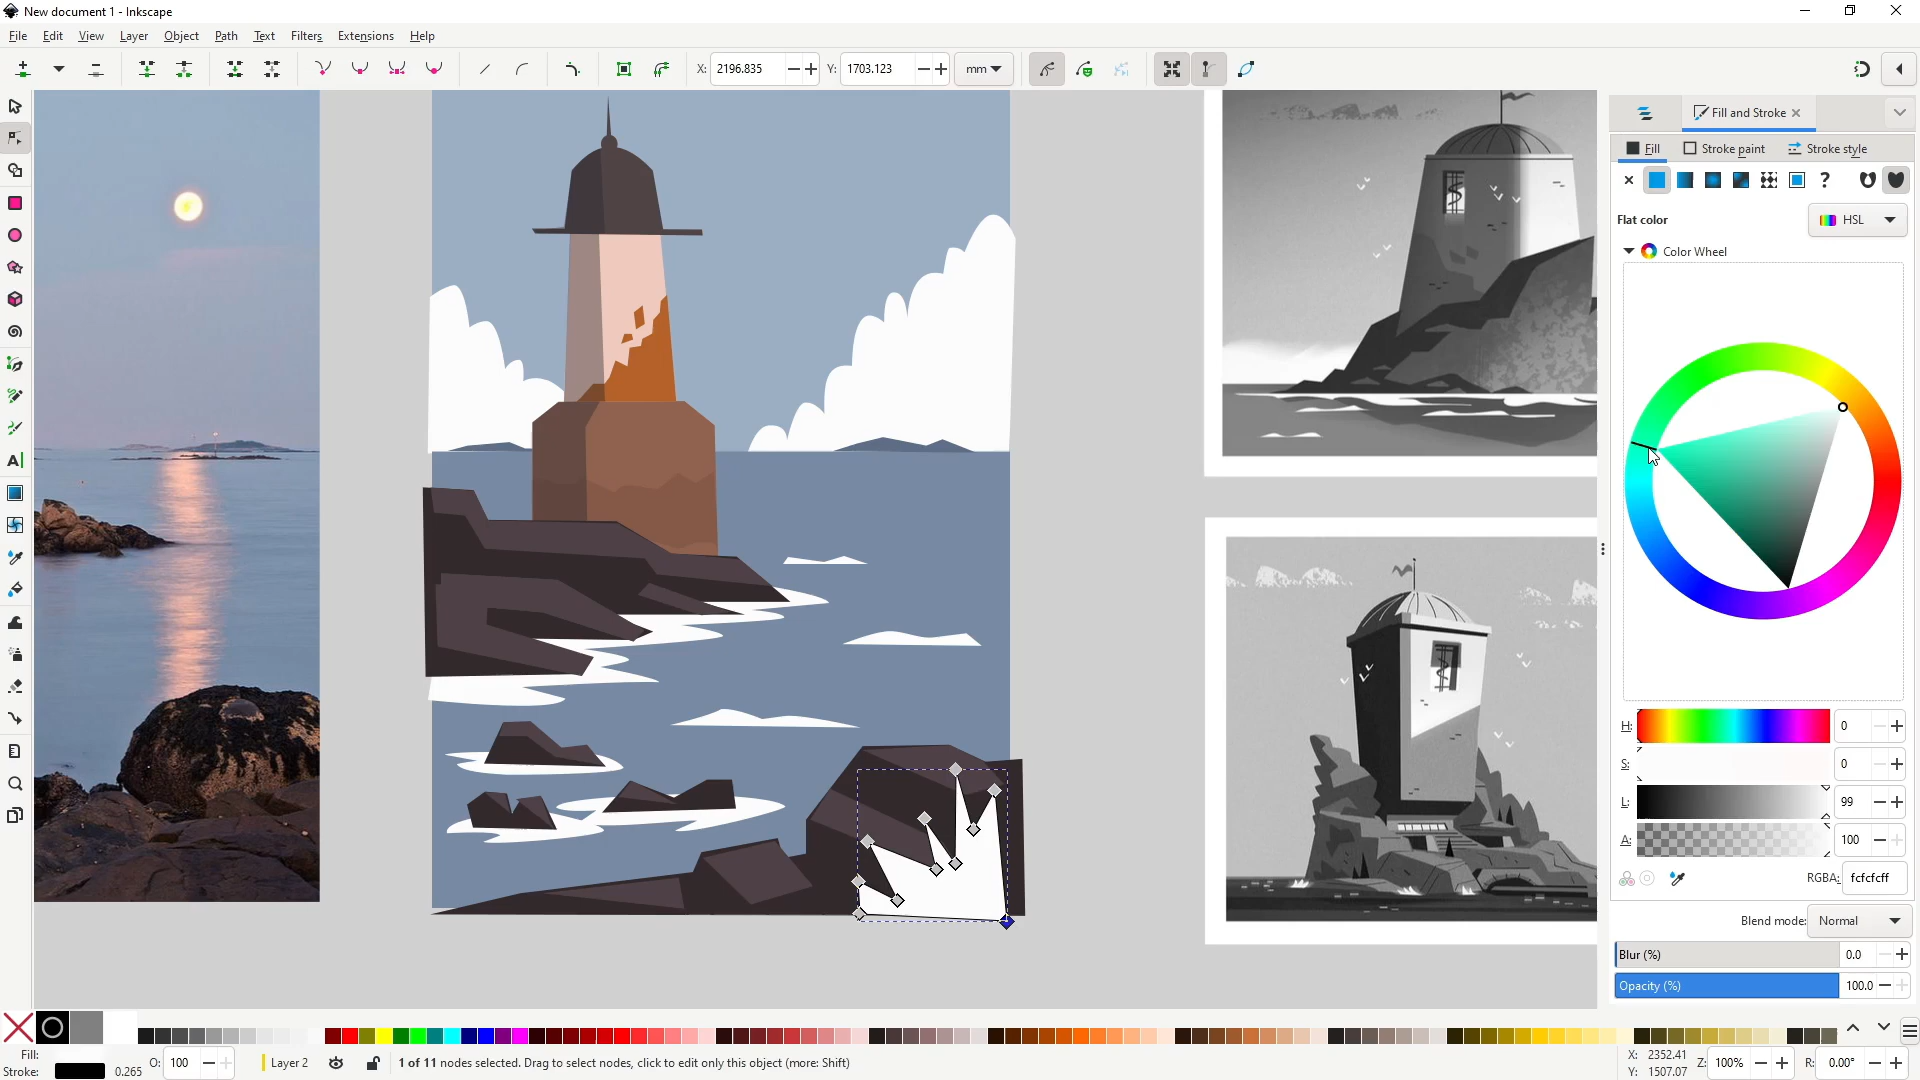 New document 1 - Inkscape
File Edit View Layer Object Path Text Filters Extensions Help
X: 2196.835 Y: 1703.123 mm
Fill and Stroke
Fill Stroke paint Stroke style
Flat color HSL
Color Wheel
H: 0
S: 0
L: 99
A: 100
RGBA: fcfcfcff
Blend mode: Normal
Blur (%) 0.0
Opacity (%) 100.0
Fill:
Stroke: 0.265 O: 100 Layer 2 1 of 11 nodes selected. Drag to select nodes, click to edit only this object (more: Shift)
X: 2352.41
Y: 1507.07
Z: 100% R: 0.00°